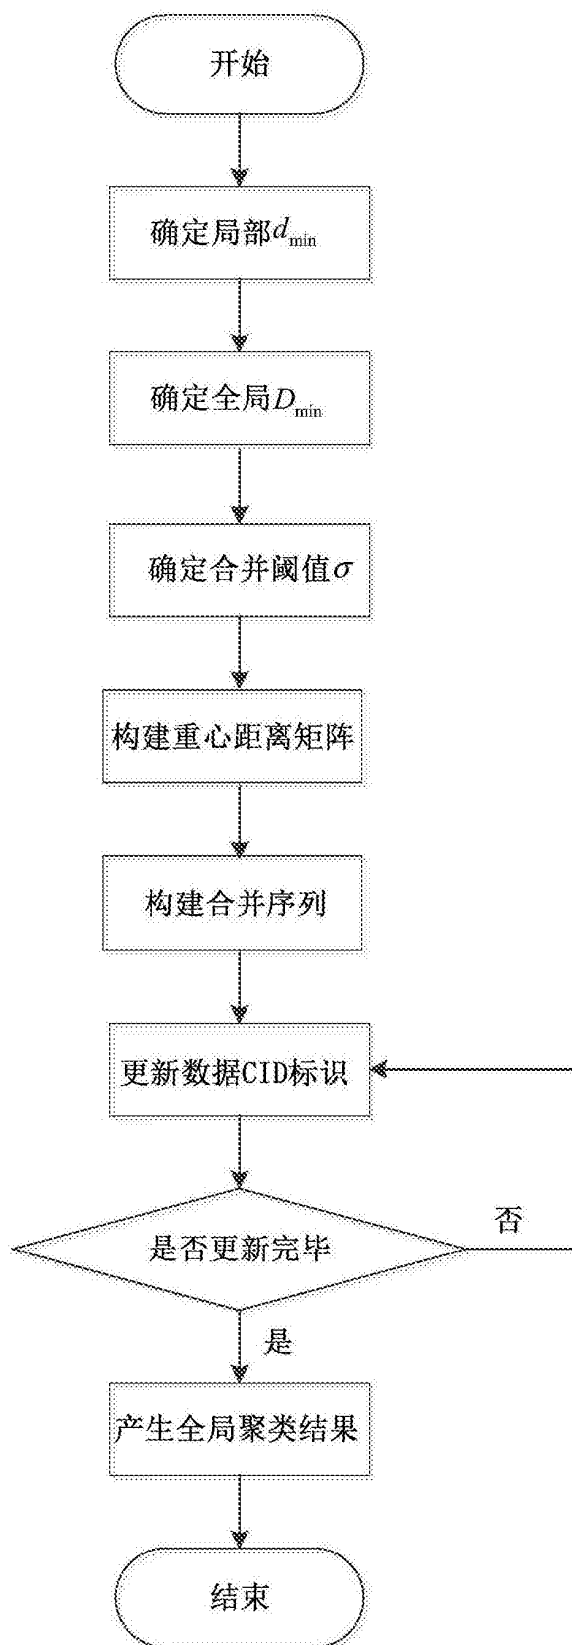 开始
确定局部d_min
确定全局D_min
确定合并阈值σ
构建重心距离矩阵
构建合并序列
更新数据CID标识
是否更新完毕
否
是
产生全局聚类结果
结束